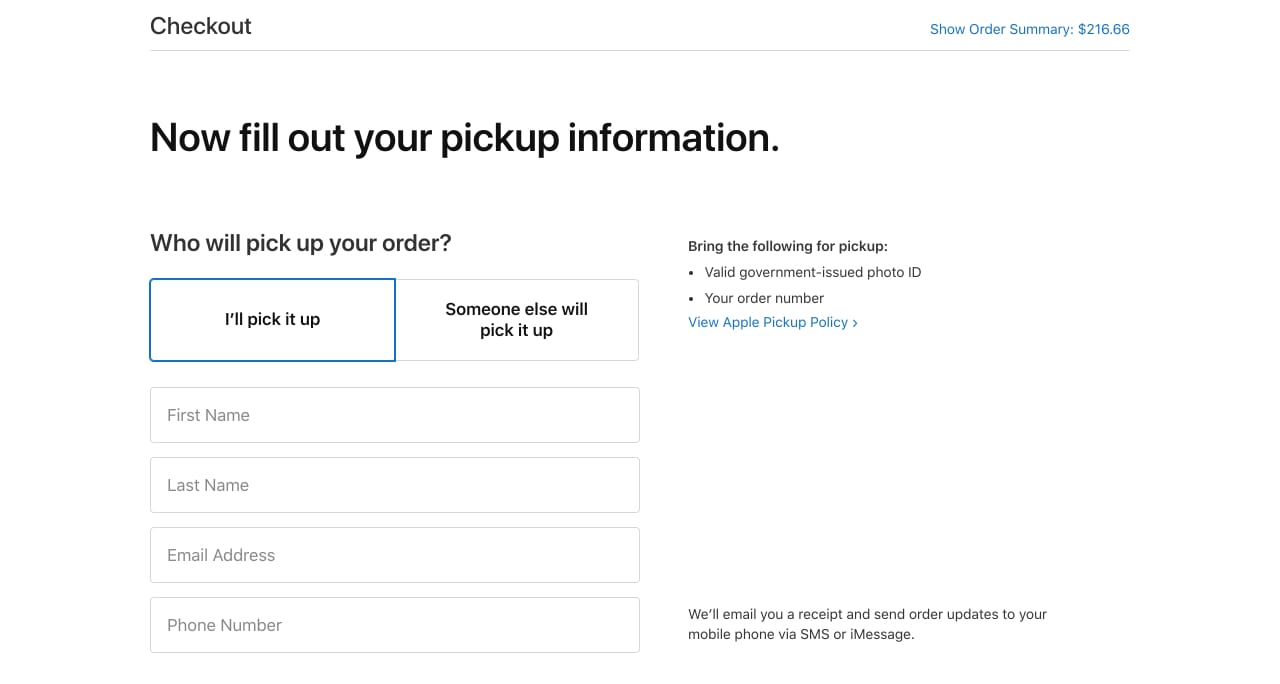 Checkout
Show Order Summary: $216.66
Now fill out your pickup information.
Who will pick up your order?
I’ll pick it up
Someone else will
pick it up
First Name
Last Name
Email Address
Phone Number
Bring the following for pickup:
• Valid government-issued photo ID
• Your order number
View Apple Pickup Policy ›
We’ll email you a receipt and send order updates to your
mobile phone via SMS or iMessage.